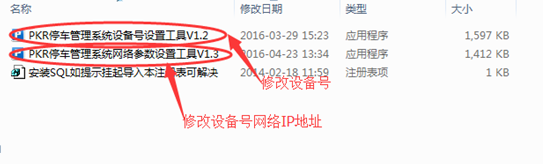 名称 修改日期 类型 大小
PKR停车管理系统设备号设置工具V1.2 2016-03-29 15:23 应用程序 1,597 KB
PKR停车管理系统网络参数设置工具V1.3 2016-04-23 13:34 应用程序 1,412 KB
安装SQL如提示挂起导入本注册表可解决 2014-02-18 11:59 注册表项 1 KB
修改设备号
修改设备号网络IP地址